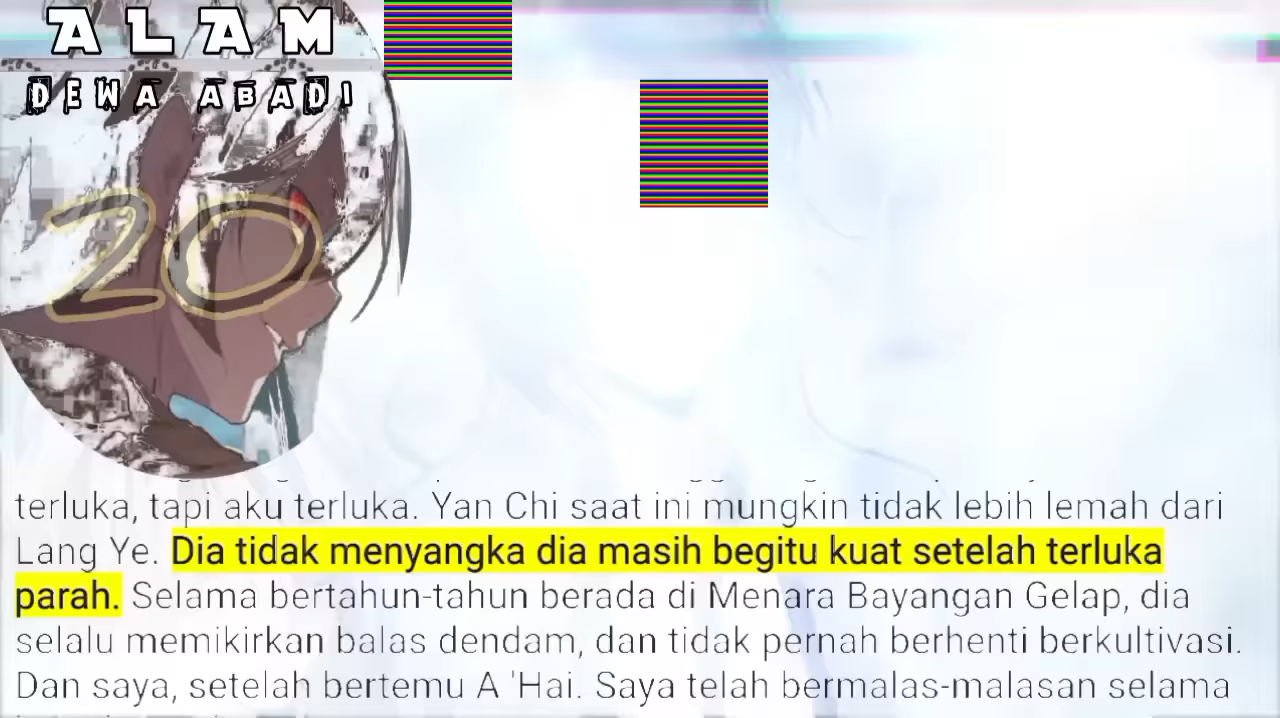 ALAM
DEWA ABADI
20
terluka, tapi aku terluka. Yan Chi saat ini mungkin tidak lebih lemah dari
Lang Ye. Dia tidak menyangka dia masih begitu kuat setelah terluka
parah. Selama bertahun-tahun berada di Menara Bayangan Gelap, dia
selalu memikirkan balas dendam, dan tidak pernah berhenti berkultivasi.
Dan saya, setelah bertemu A 'Hai. Saya telah bermalas-malasan selama